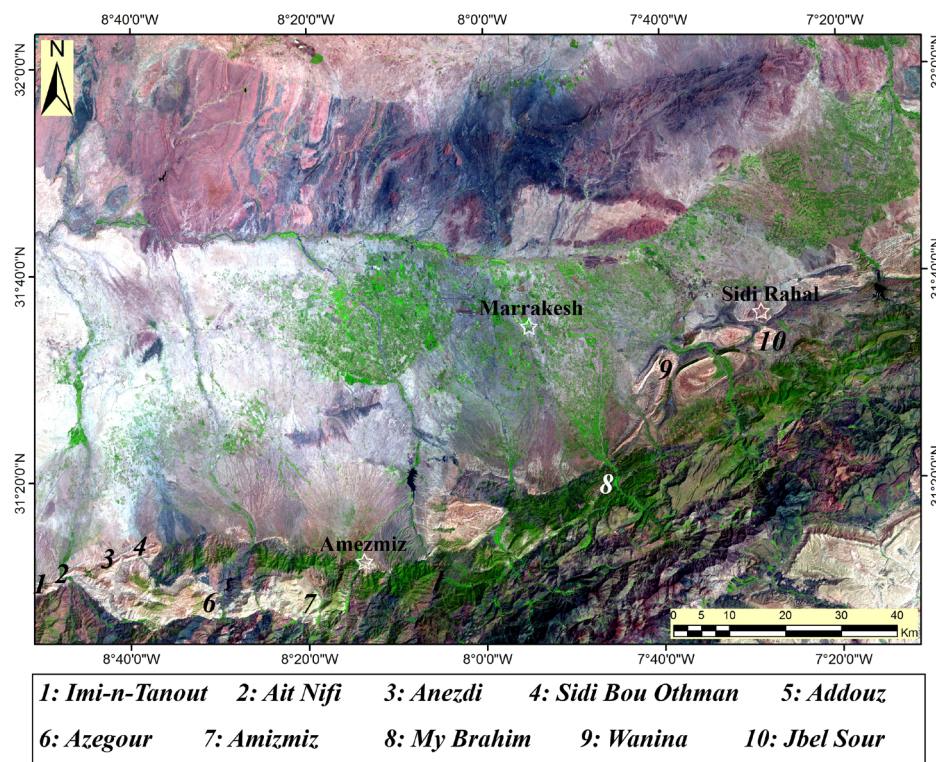 8°40'0"W 8°20'0"W 8°0'0"W 7°40'0"W 7°20'0"W
N
32°0'0"N 32°0'0"N
31°40'0"N 31°40'0"N
Sidi Rahal
Marrakesh
10
9
31°20'0"N 31°20'0"N
8
Amezmiz
4
3
2
1
5
6
7
0 5 10 20 30 40
Km
8°40'0"W 8°20'0"W 8°0'0"W 7°40'0"W 7°20'0"W
1: Imi-n-Tanout 2: Ait Nifi 3: Anezdi 4: Sidi Bou Othman 5: Addouz
6: Azegour 7: Amizmiz 8: My Brahim 9: Wanina 10: Jbel Sour